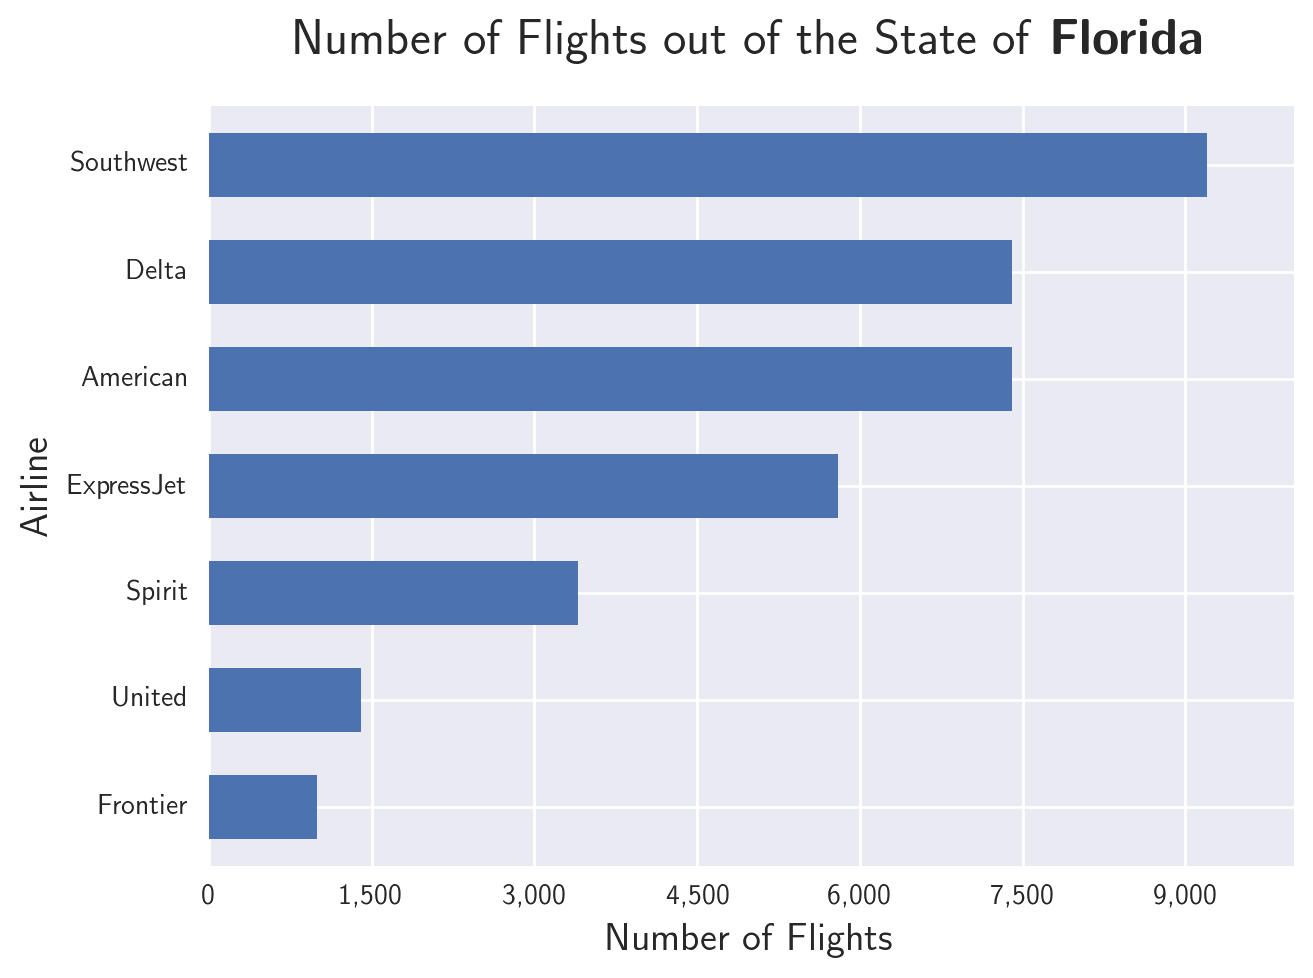 Number of Flights out of the State of Florida
Southwest
Delta
American
ExpressJet
Spirit
United
Frontier
Airline
0 1,500 3,000 4,500 6,000 7,500 9,000
Number of Flights